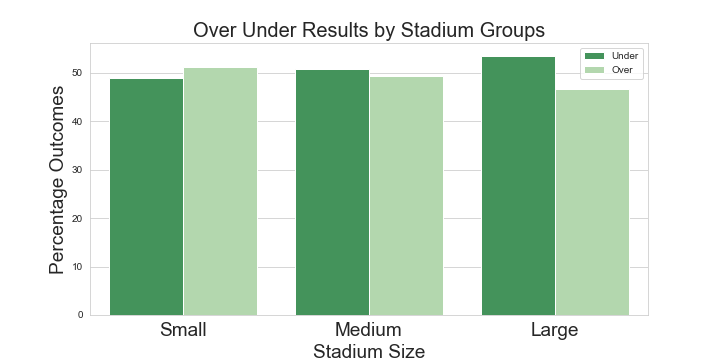 Over Under Results by Stadium Groups
Under
Over
Percentage Outcomes
50
40
30
20
10
0
Small Medium Large
Stadium Size